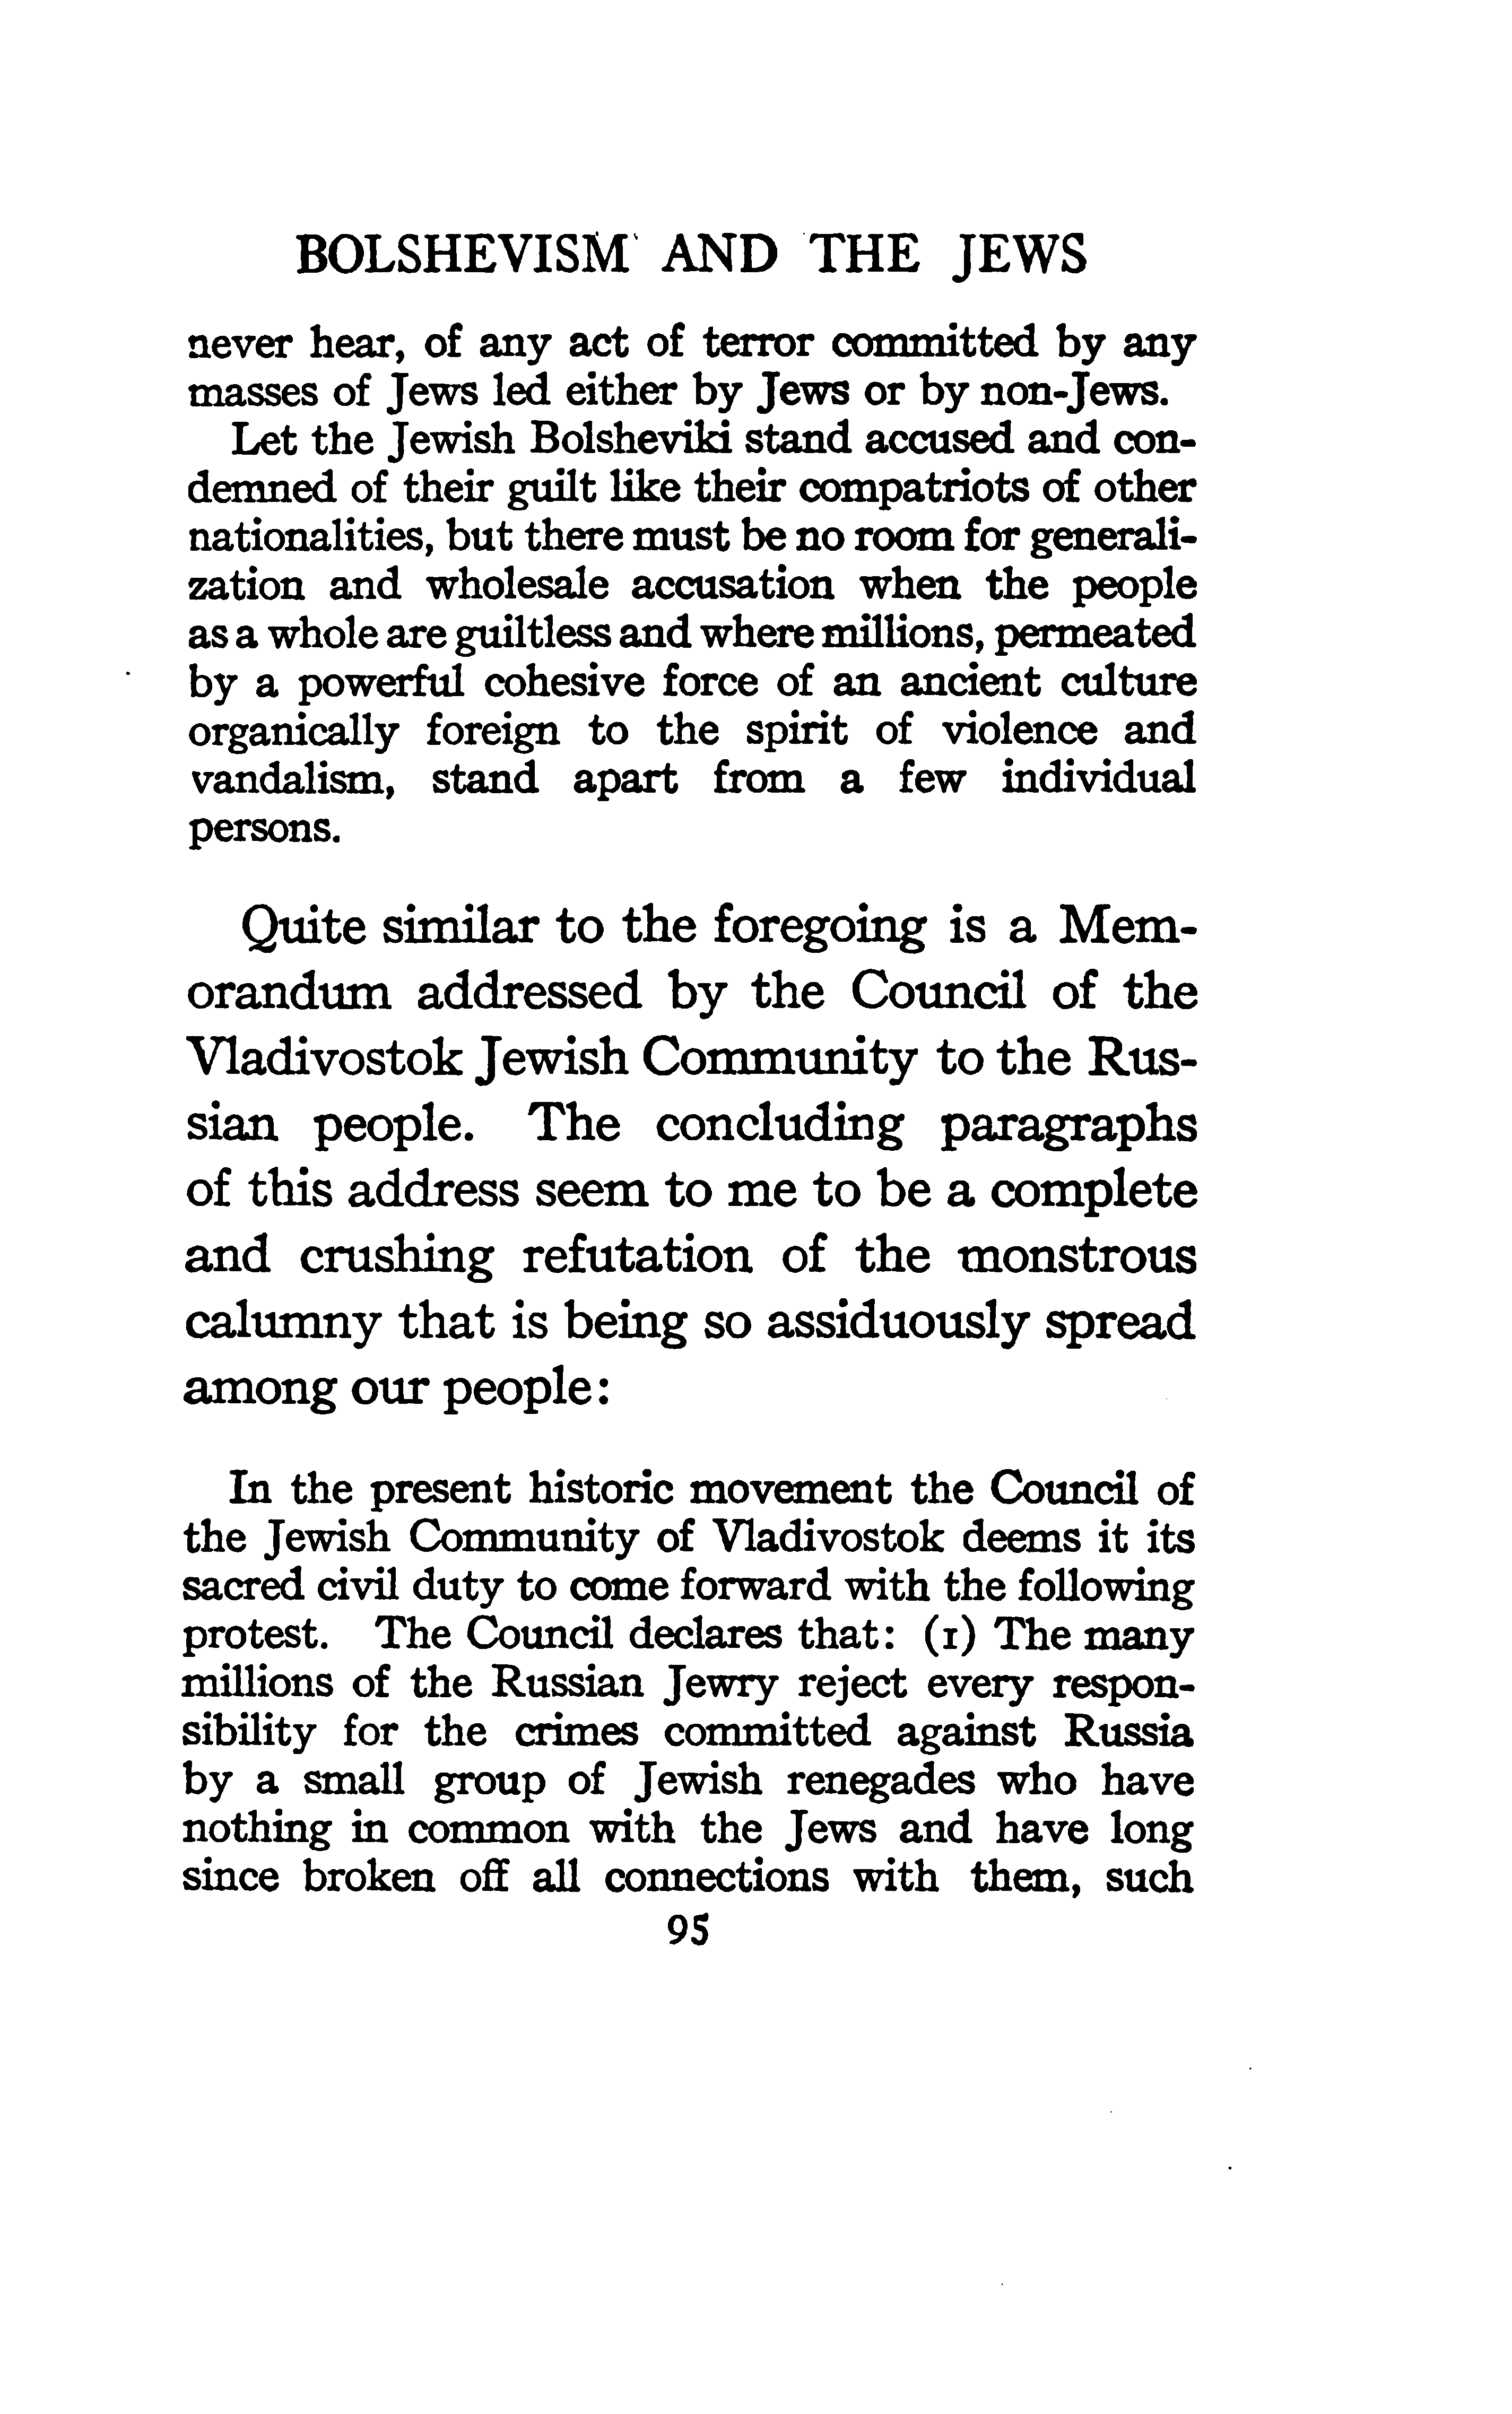 BOLSHEVISM AND THE JEWS
never hear, of any act of terror committed by any
masses of Jews led either by Jews or by non-Jews.
Let the Jewish Bolsheviki stand accused and con-
demned of their guilt like their compatriots of other
nationalities, but there must be no room for generali-
zation and wholesale accusation when the people
as a whole are guiltless and where millions, permeated
by a powerful cohesive force of an ancient culture
organically foreign to the spirit of violence and
vandalism, stand apart from a few individual
persons.
Quite similar to the foregoing is a Mem-
orandum addressed by the Council of the
Vladivostok Jewish Community to the Rus-
sian people. The concluding paragraphs
of this address seem to me to be a complete
and crushing refutation of the monstrous
calumny that is being so assiduously spread
among our people:
In the present historic movement the Council of
the Jewish Community of Vladivostok deems it its
sacred civil duty to come forward with the following
protest. The Council declares that: (1) The many
millions of the Russian Jewry reject every respon-
sibility for the crimes committed against Russia
by a small group of Jewish renegades who have
nothing in common with the Jews and have long
since broken off all connections with them, such
95